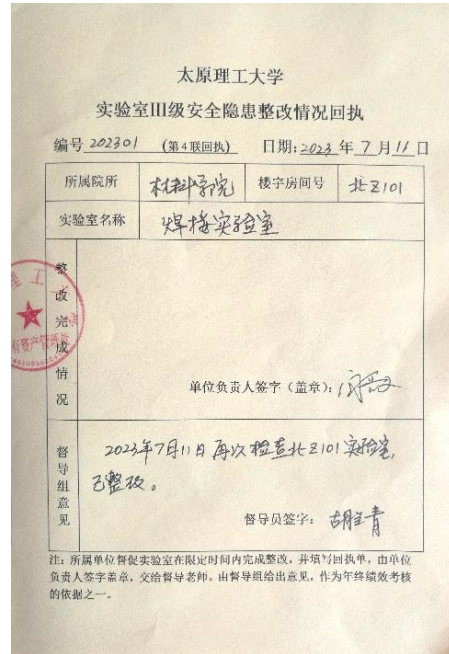 太原理工大学
实验室III级安全隐患整改情况回执
编号 202301 (第4联回执) 日期: 2023 年 7 月 11 日
所属院所 材料学院 楼宇房间号 北Z101
实验室名称 焊接实验室
整改完成情况
单位负责人签字（盖章）:
督导组意见
2023年7月11日再次检查北Z101实验室,
已整改。
督导员签字: 胡胜青
注: 所属单位督促实验室在限定时间内完成整改，并填写回执单，由单位
负责人签字盖章，交给督导老师。由督导组给出意见，作为年终绩效考核
的依据之一。